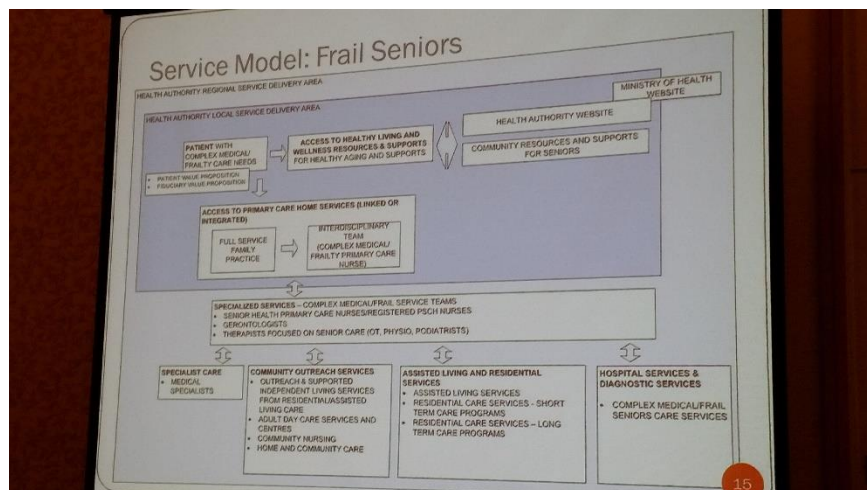 Service Model: Frail Seniors
HEALTH AUTHORITY REGIONAL SERVICE DELIVERY AREA
MINISTRY OF HEALTH
WEBSITE
HEALTH AUTHORITY LOCAL SERVICE DELIVERY AREA
PATIENT WITH
COMPLEX MEDICAL/
FRAILTY CARE NEEDS
• PATIENT VALUE PROPOSITION
• FIDUCIARY VALUE PROPOSITION
ACCESS TO HEALTHY LIVING AND
WELLNESS RESOURCES & SUPPORTS
FOR HEALTHY AGING AND SUPPORTS
HEALTH AUTHORITY WEBSITE
COMMUNITY RESOURCES AND SUPPORTS
FOR SENIORS
ACCESS TO PRIMARY CARE HOME SERVICES (LINKED OR
INTEGRATED)
FULL SERVICE
FAMILY
PRACTICE
INTERDISCIPLINARY
TEAM
(COMPLEX MEDICAL/
FRAILTY PRIMARY CARE
NURSE)
SPECIALIZED SERVICES – COMPLEX MEDICAL/FRAIL SERVICE TEAMS
• SENIOR HEALTH PRIMARY CARE NURSES/REGISTERED PSCH NURSES
• GERONTOLOGISTS
• THERAPISTS FOCUSED ON SENIOR CARE (OT, PHYSIO, PODIATRISTS)
SPECIALIST CARE
• MEDICAL
SPECIALISTS
COMMUNITY OUTREACH SERVICES
• OUTREACH & SUPPORTED
INDEPENDENT LIVING SERVICES
FROM RESIDENTIAL/ASSISTED
LIVING CARE
• ADULT DAY CARE SERVICES AND
CENTRES
• COMMUNITY NURSING
• HOME AND COMMUNITY CARE
ASSISTED LIVING AND RESIDENTIAL
SERVICES
• ASSISTED LIVING SERVICES
• RESIDENTIAL CARE SERVICES - SHORT
TERM CARE PROGRAMS
• RESIDENTIAL CARE SERVICES – LONG
TERM CARE PROGRAMS
HOSPITAL SERVICES &
DIAGNOSTIC SERVICES
• COMPLEX MEDICAL/FRAIL
SENIORS CARE SERVICES
15